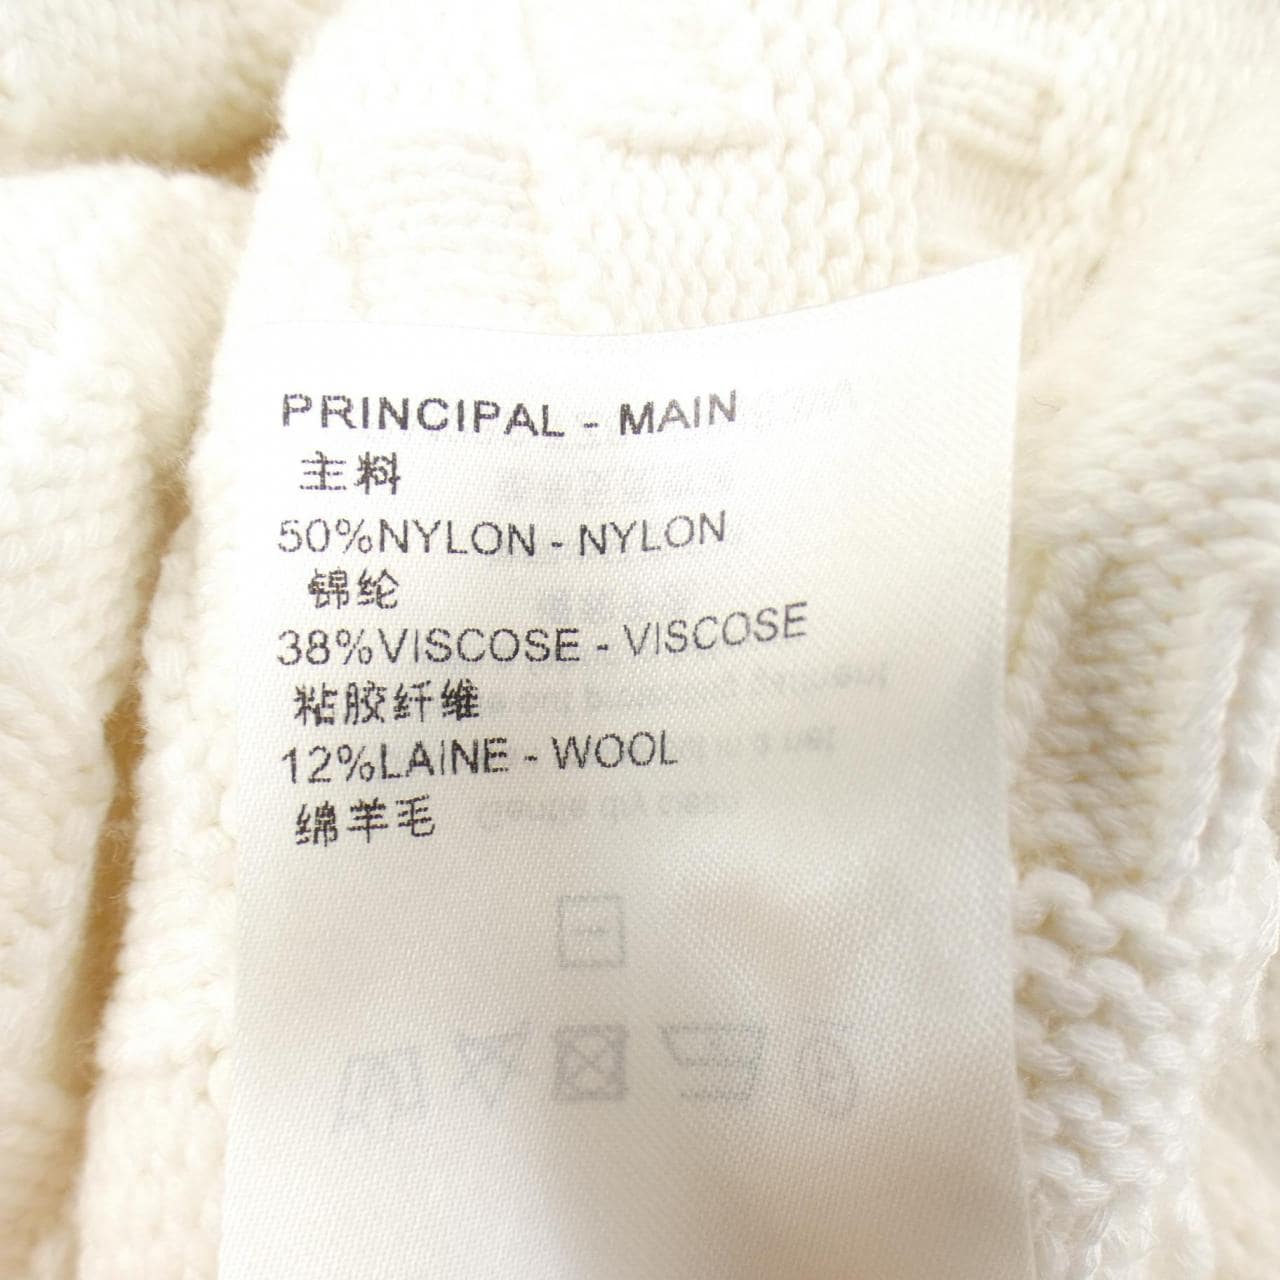 PRINCIPAL - MAIN
主料
50%NYLON - NYLON
锦纶
38%VISCOSE - VISCOSE
粘胶纤维
12%LAINE - WOOL
绵羊毛